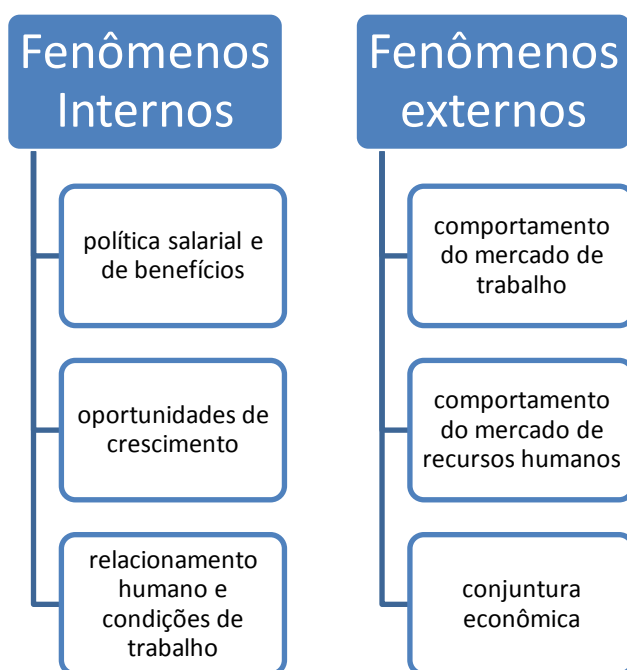 Fenômenos
Internos
política salarial e
de benefícios
oportunidades de
crescimento
relacionamento
humano e
condições de
trabalho
Fenômenos
externos
comportamento
do mercado de
trabalho
comportamento
do mercado de
recursos humanos
conjuntura
econômica